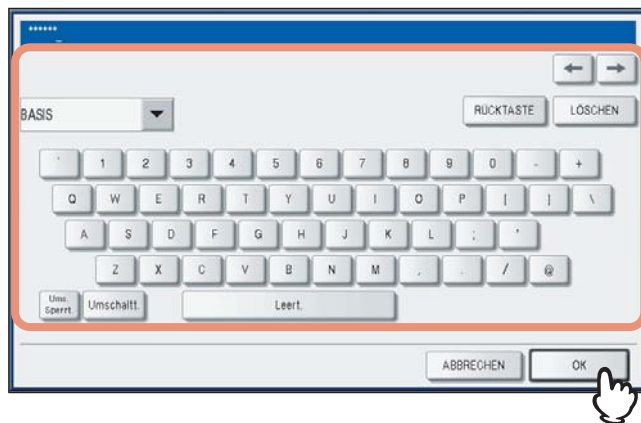 ******_
← →
BASIS RÜCKTASTE LÖSCHEN
` 1 2 3 4 5 6 7 8 9 0 - +
Q W E R T Y U I O P [ ] \
A S D F G H J K L ; '
Z X C V B N M , . / @
Ums. Sperrt. Umschaltt. Leert.
ABBRECHEN OK